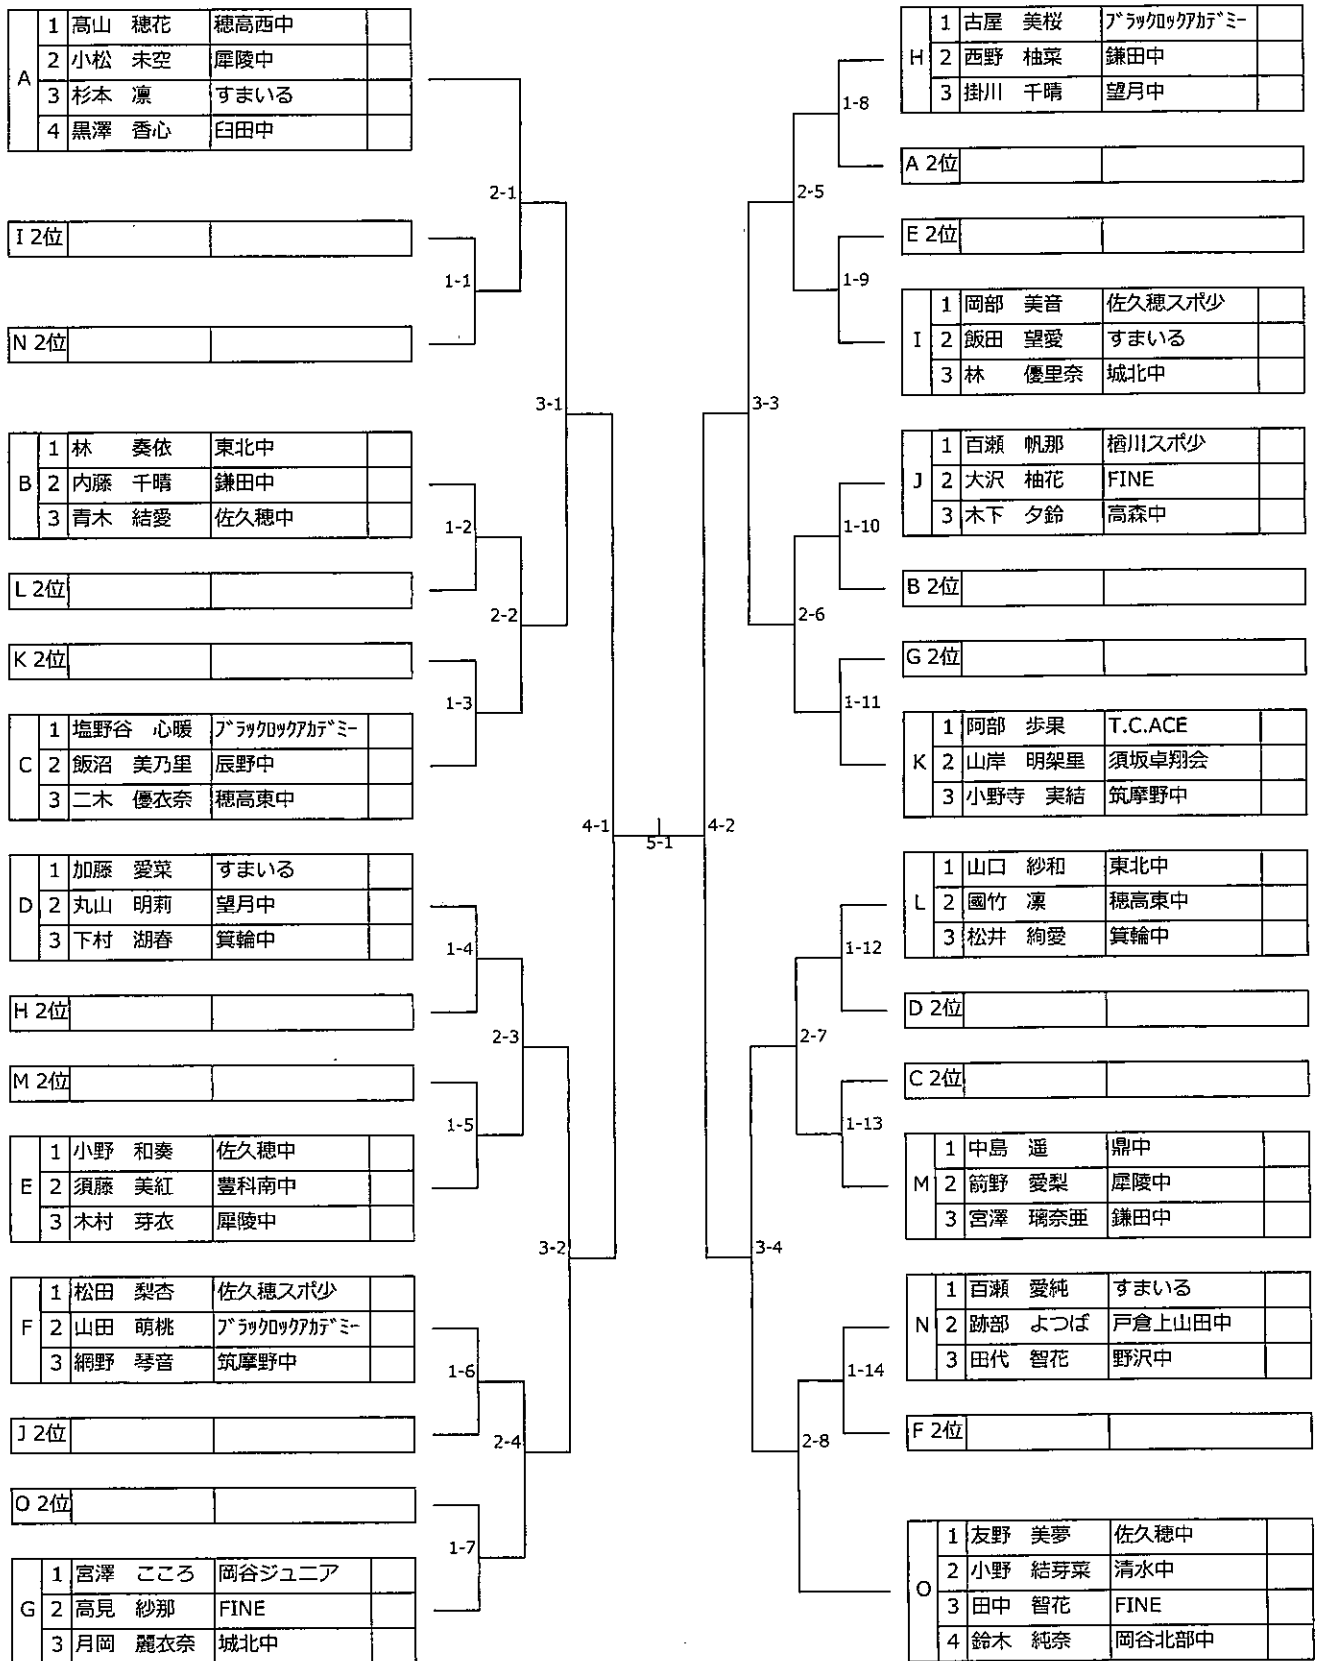 A
1 髙山 穂花 穂高西中
2 小松 未空 犀陵中
3 杉本 凛 すまいる
4 黒澤 香心 臼田中
2-1
I 2位
1-1
N 2位
3-1
B
1 林 奏依 東北中
2 内藤 千晴 鎌田中
3 青木 結愛 佐久穂中
1-2
L 2位
2-2
K 2位
1-3
C
1 塩野谷 心暖 ブラックロックアカデミー
2 飯沼 美乃里 辰野中
3 二木 優衣奈 穂高東中
4-1
D
1 加藤 愛菜 すまいる
2 丸山 明莉 望月中
3 下村 湖春 箕輪中
1-4
H 2位
2-3
M 2位
1-5
E
1 小野 和奏 佐久穂中
2 須藤 美紅 豊科南中
3 木村 芽衣 犀陵中
3-2
F
1 松田 梨杏 佐久穂スポ少
2 山田 萌桃 ブラックロックアカデミー
3 網野 琴音 筑摩野中
1-6
J 2位
2-4
O 2位
1-7
G
1 宮澤 こころ 岡谷ジュニア
2 高見 紗那 FINE
3 月岡 麗衣奈 城北中
5-1
H
1 古屋 美桜 ブラックロックアカデミー
2 西野 柚菜 鎌田中
3 掛川 千晴 望月中
1-8
A 2位
2-5
E 2位
1-9
I
1 岡部 美音 佐久穂スポ少
2 飯田 望愛 すまいる
3 林 優里奈 城北中
3-3
J
1 百瀬 帆那 楢川スポ少
2 大沢 柚花 FINE
3 木下 夕鈴 高森中
1-10
B 2位
2-6
G 2位
1-11
K
1 阿部 歩果 T.C.ACE
2 山岸 明架里 須坂卓翔会
3 小野寺 実結 筑摩野中
4-2
L
1 山口 紗和 東北中
2 國竹 凛 穂高東中
3 松井 絢愛 箕輪中
1-12
D 2位
2-7
C 2位
1-13
M
1 中島 遥 鼎中
2 箭野 愛梨 犀陵中
3 宮澤 璃奈亜 鎌田中
3-4
N
1 百瀬 愛純 すまいる
2 跡部 よつば 戸倉上山田中
3 田代 智花 野沢中
1-14
F 2位
2-8
O
1 友野 美夢 佐久穂中
2 小野 結芽菜 清水中
3 田中 智花 FINE
4 鈴木 純奈 岡谷北部中